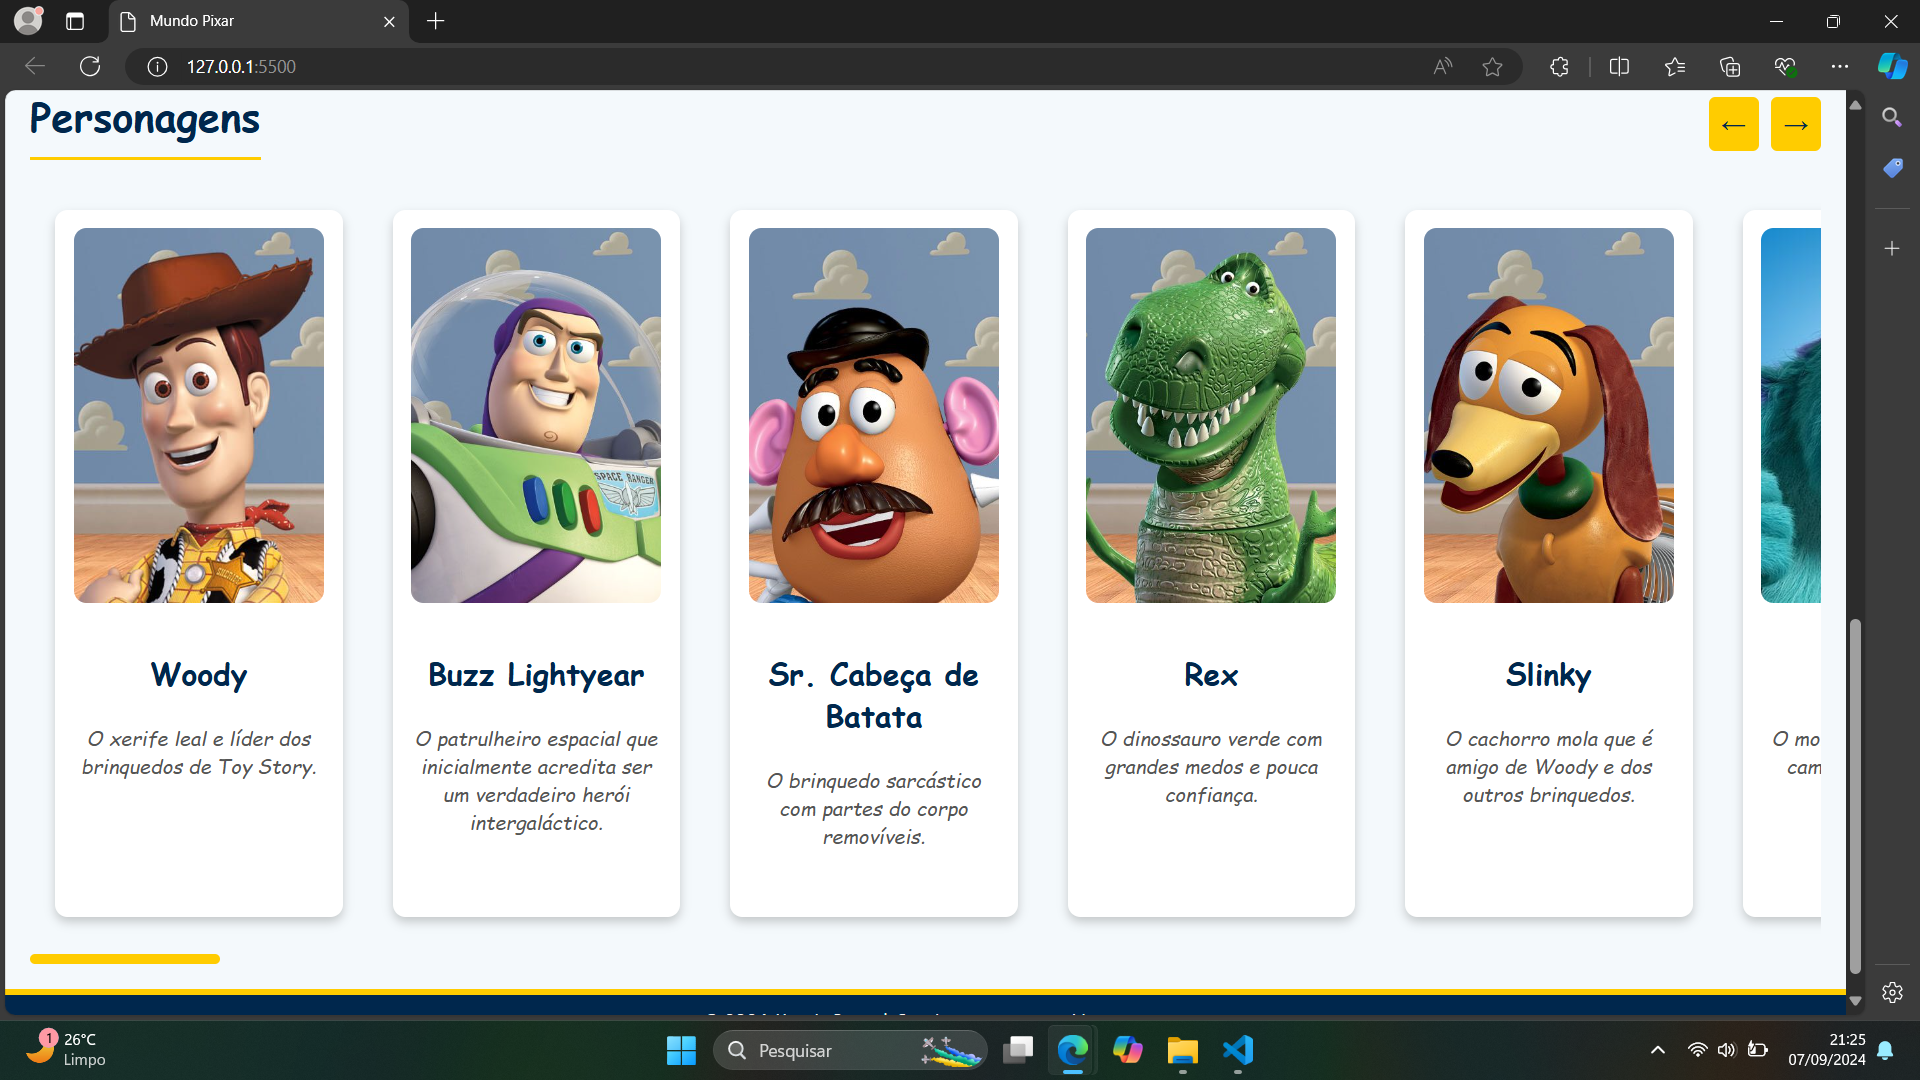 Mundo Pixar
127.0.0.1:5500
Personagens
← →
SPACE RANGER
Woody
O xerife leal e líder dos
brinquedos de Toy Story.
Buzz Lightyear
O patrulheiro espacial que
inicialmente acredita ser
um verdadeiro herói
intergaláctico.
Sr. Cabeça de
Batata
O brinquedo sarcástico
com partes do corpo
removíveis.
Rex
O dinossauro verde com
grandes medos e pouca
confiança.
Slinky
O cachorro mola que é
amigo de Woody e dos
outros brinquedos.
O mo
cam
1
26°C
Limpo
Pesquisar
21:25
07/09/2024